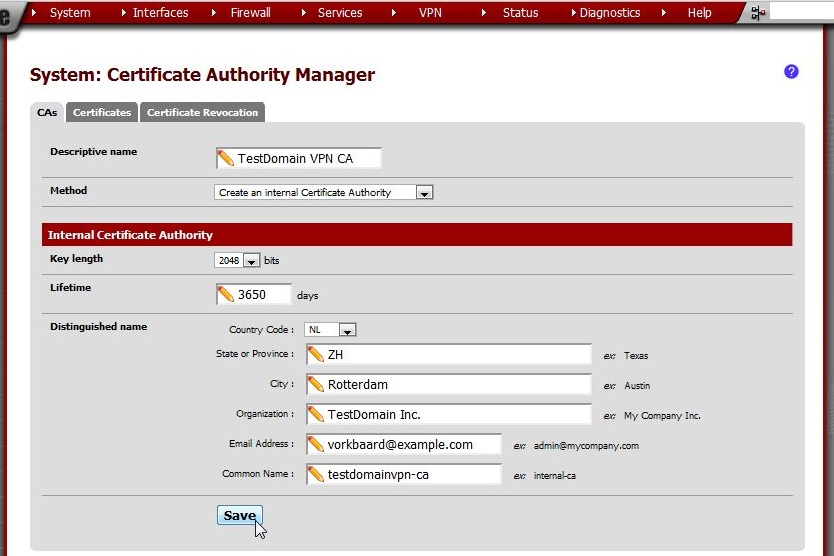 System Interfaces Firewall Services VPN Status Diagnostics Help
System: Certificate Authority Manager ?
CAs Certificates Certificate Revocation
Descriptive name TestDomain VPN CA
Method Create an internal Certificate Authority
Internal Certificate Authority
Key length 2048 bits
Lifetime 3650 days
Distinguished name
Country Code : NL
State or Province : ZH ex: Texas
City : Rotterdam ex: Austin
Organization : TestDomain Inc. ex: My Company Inc.
Email Address : vorkbaard@example.com ex: admin@mycompany.com
Common Name : testdomainvpn-ca ex: internal-ca
Save